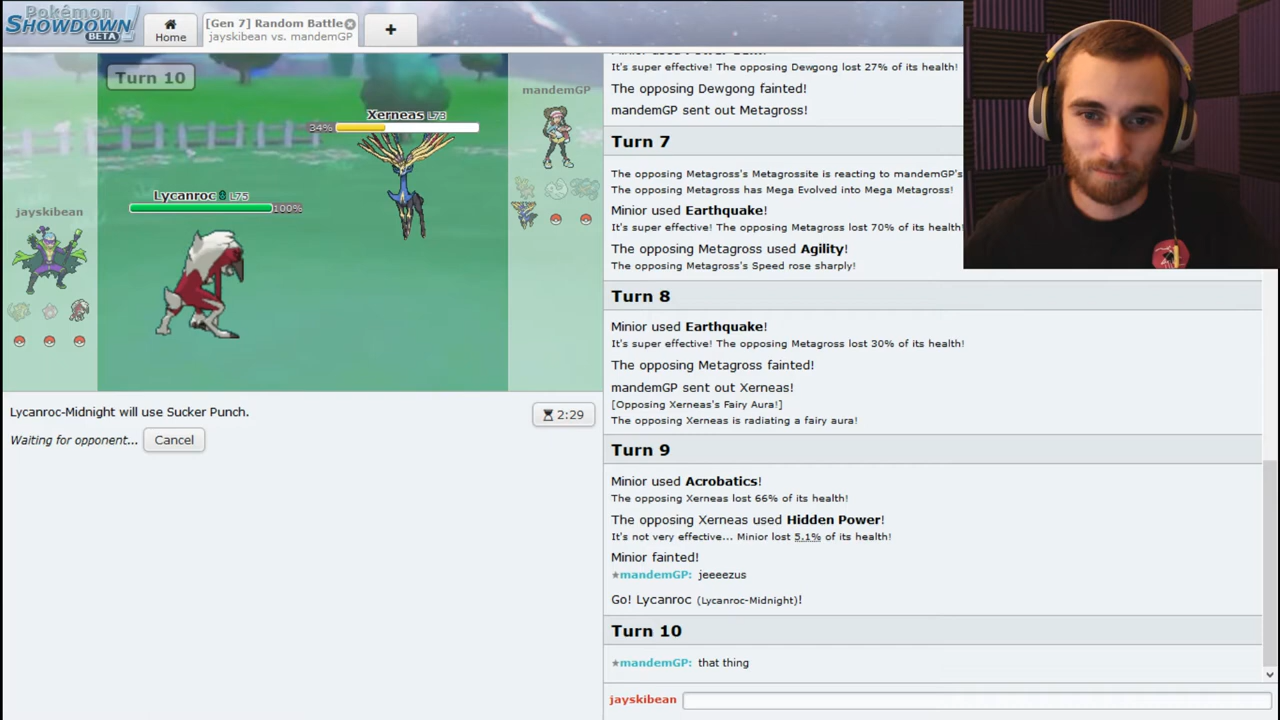 Pokémon
SHOWDOWN!
BETA
Home
[Gen 7] Random Battle
jayskibean vs. mandemGP
+
Turn 10
Xerneas L73
34%
Lycanroc L75
100%
jayskibean
mandemGP
Lycanroc-Midnight will use Sucker Punch.
2:29
Waiting for opponent... Cancel
It's super effective! The opposing Dewgong lost 27% of its health!
The opposing Dewgong fainted!
mandemGP sent out Metagross!
Turn 7
The opposing Metagross's Metagrossite is reacting to mandemGP's
The opposing Metagross has Mega Evolved into Mega Metagross!
Minior used Earthquake!
It's super effective! The opposing Metagross lost 70% of its health!
The opposing Metagross used Agility!
The opposing Metagross's Speed rose sharply!
Turn 8
Minior used Earthquake!
It's super effective! The opposing Metagross lost 30% of its health!
The opposing Metagross fainted!
mandemGP sent out Xerneas!
[Opposing Xerneas's Fairy Aura!]
The opposing Xerneas is radiating a fairy aura!
Turn 9
Minior used Acrobatics!
The opposing Xerneas lost 66% of its health!
The opposing Xerneas used Hidden Power!
It's not very effective... Minior lost 5.1% of its health!
Minior fainted!
★mandemGP: jeeeezus
Go! Lycanroc (Lycanroc-Midnight)!
Turn 10
★mandemGP: that thing
jayskibean